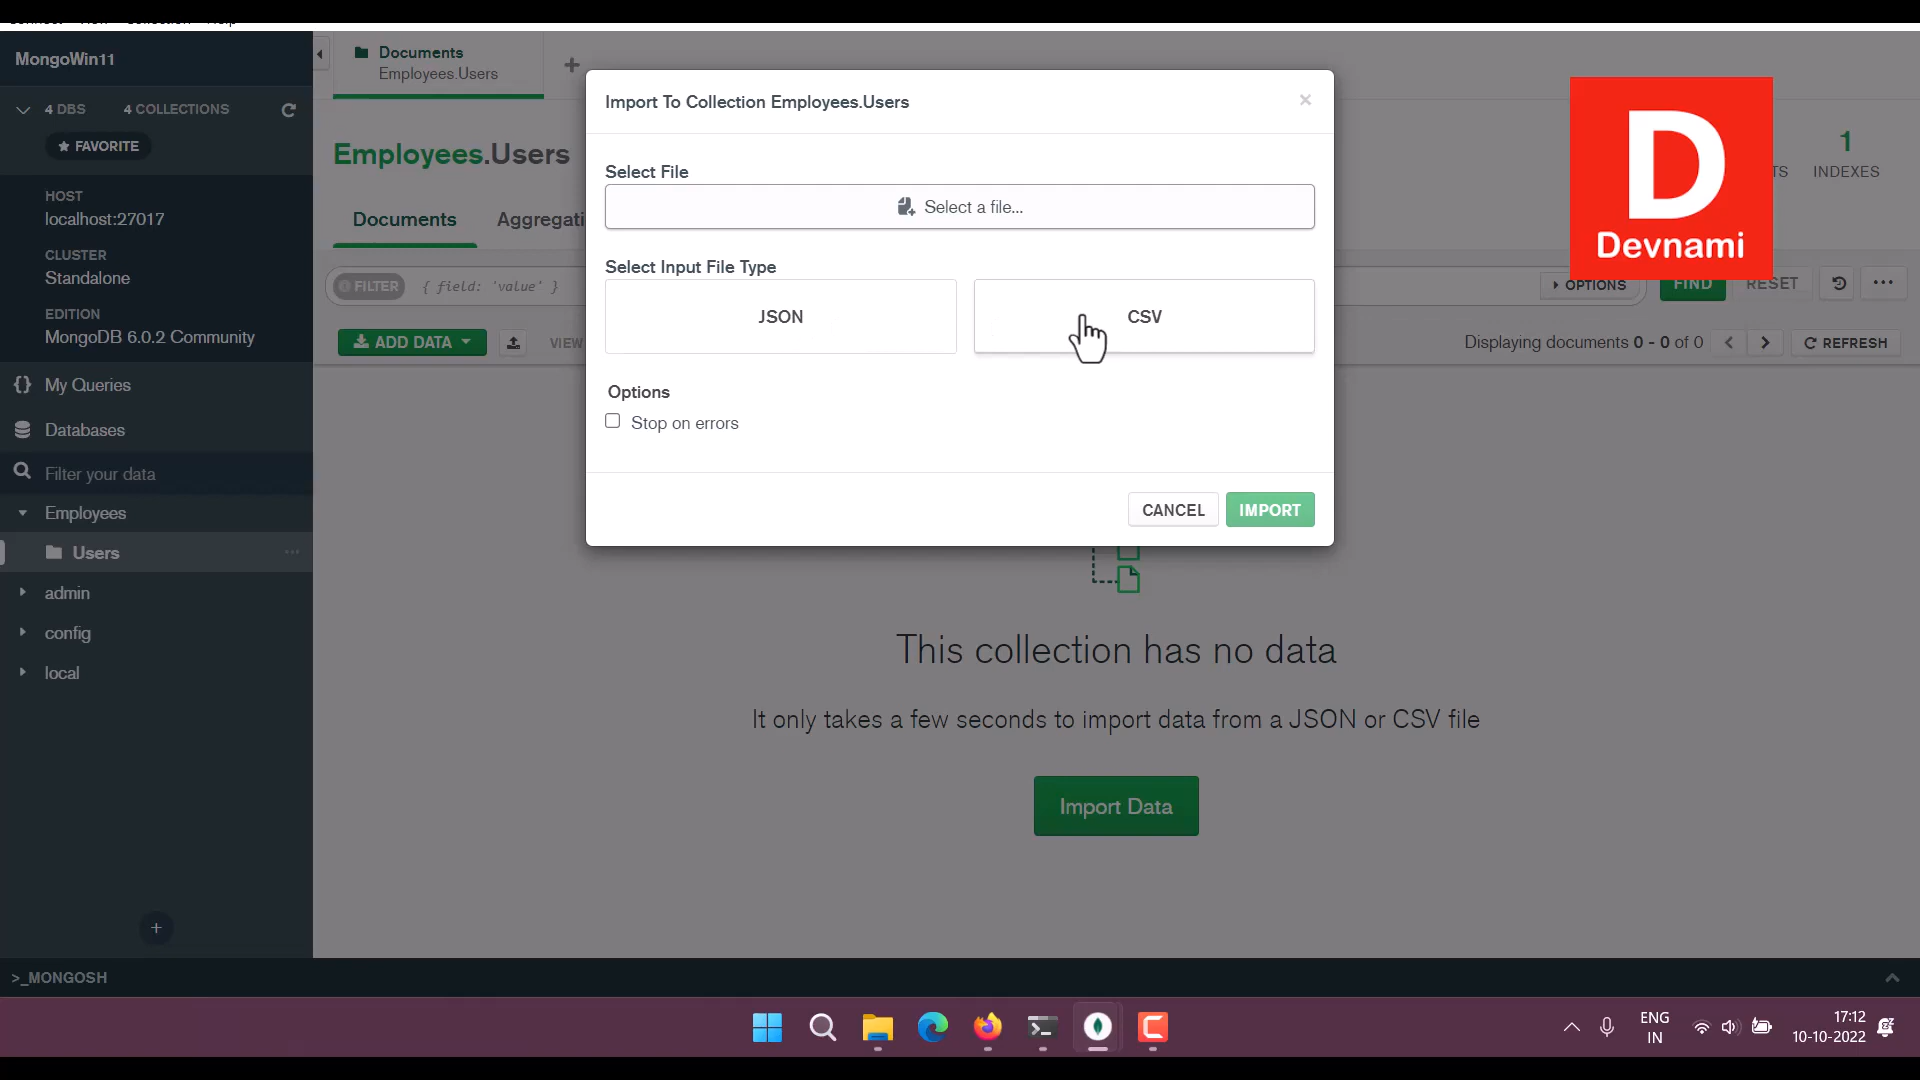 MongoWin11
4 DBS
4 COLLECTIONS
FAVORITE
HOST
localhost:27017
CLUSTER
Standalone
EDITION
MongoDB 6.0.2 Community
My Queries
Databases
Filter your data
Employees
Users
admin
config
local
>_MONGOSH
Documents
Employees.Users
Employees.Users
Documents
Aggregati
FILTER
{ field: 'value' }
OPTIONS
FIND
RESET
ADD DATA
VIEW
Displaying documents 0 - 0 of 0
REFRESH
1
TS
INDEXES
D
Devnami
Import To Collection Employees.Users
Select File
Select a file...
Select Input File Type
JSON
CSV
Options
Stop on errors
CANCEL
IMPORT
This collection has no data
It only takes a few seconds to import data from a JSON or CSV file
Import Data
ENG
IN
17:12
10-10-2022